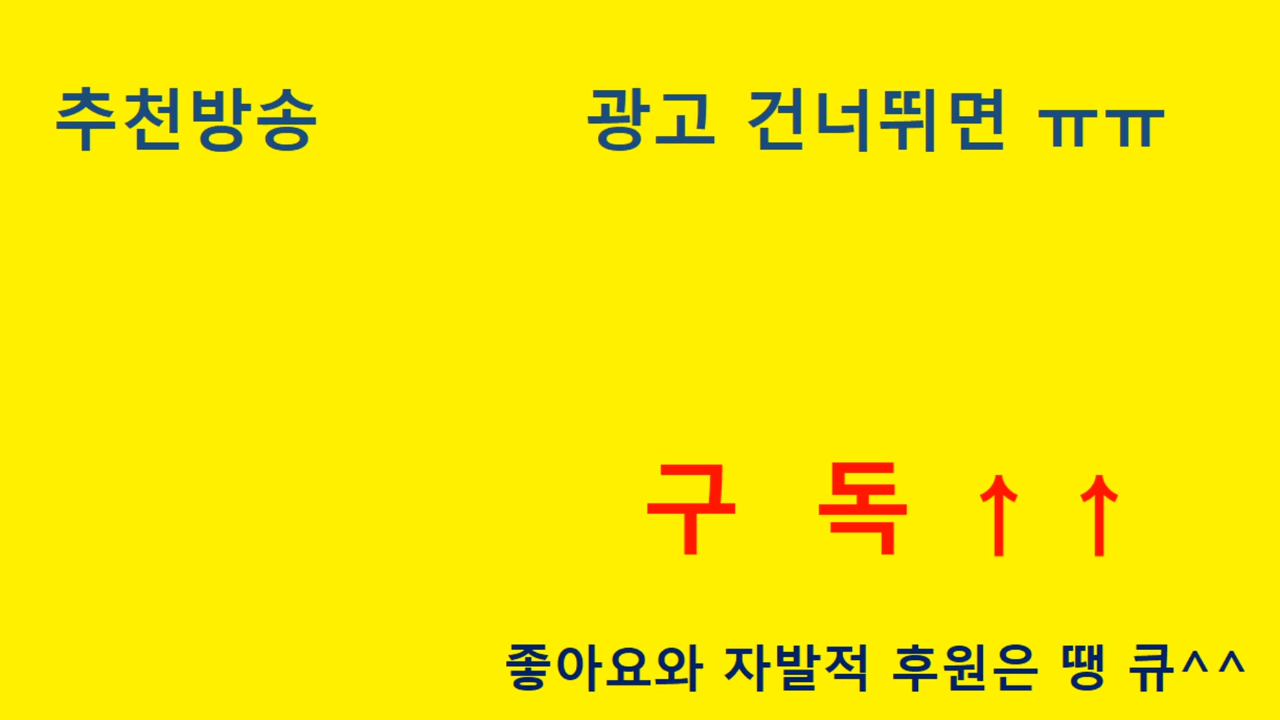 추천방송
광고 건너뛰면 ㅠㅠ
구 독 ↑ ↑
좋아요와 자발적 후원은 땡 큐^^